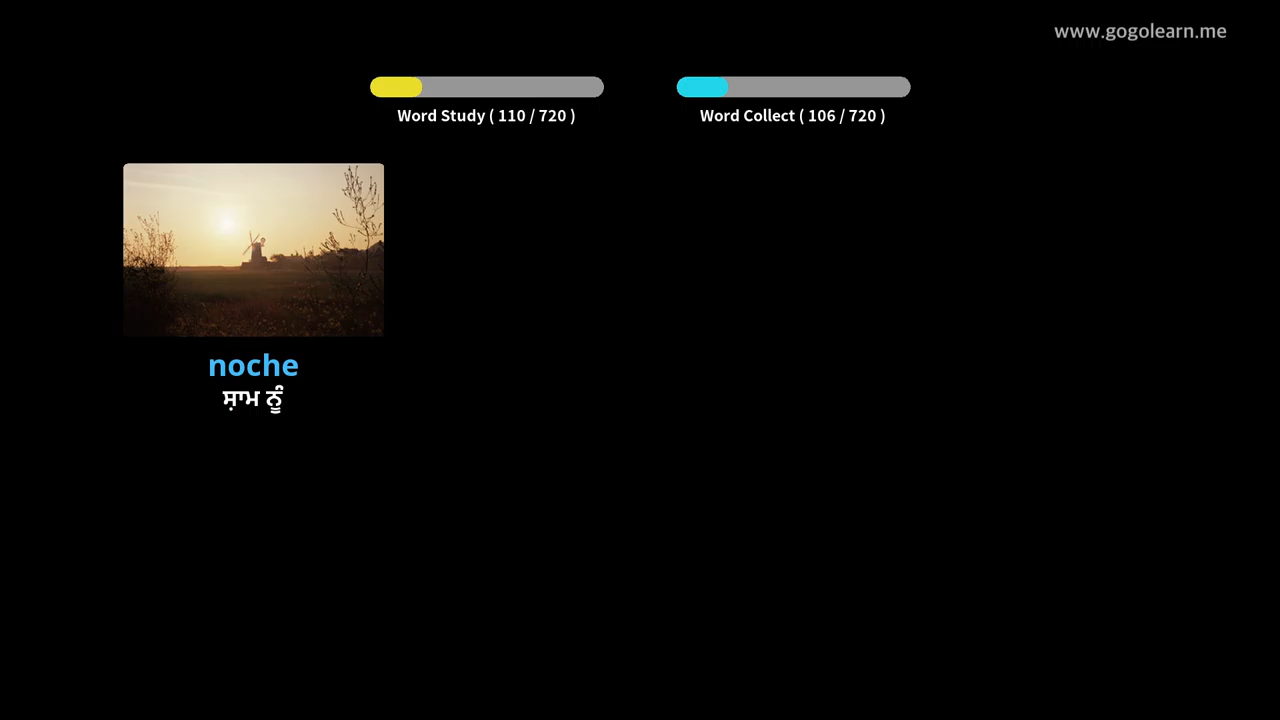 www.gogolearn.me
Word Study ( 110 / 720 )
Word Collect ( 106 / 720 )
noche
ਸ਼ਾਮ ਨੂੰ